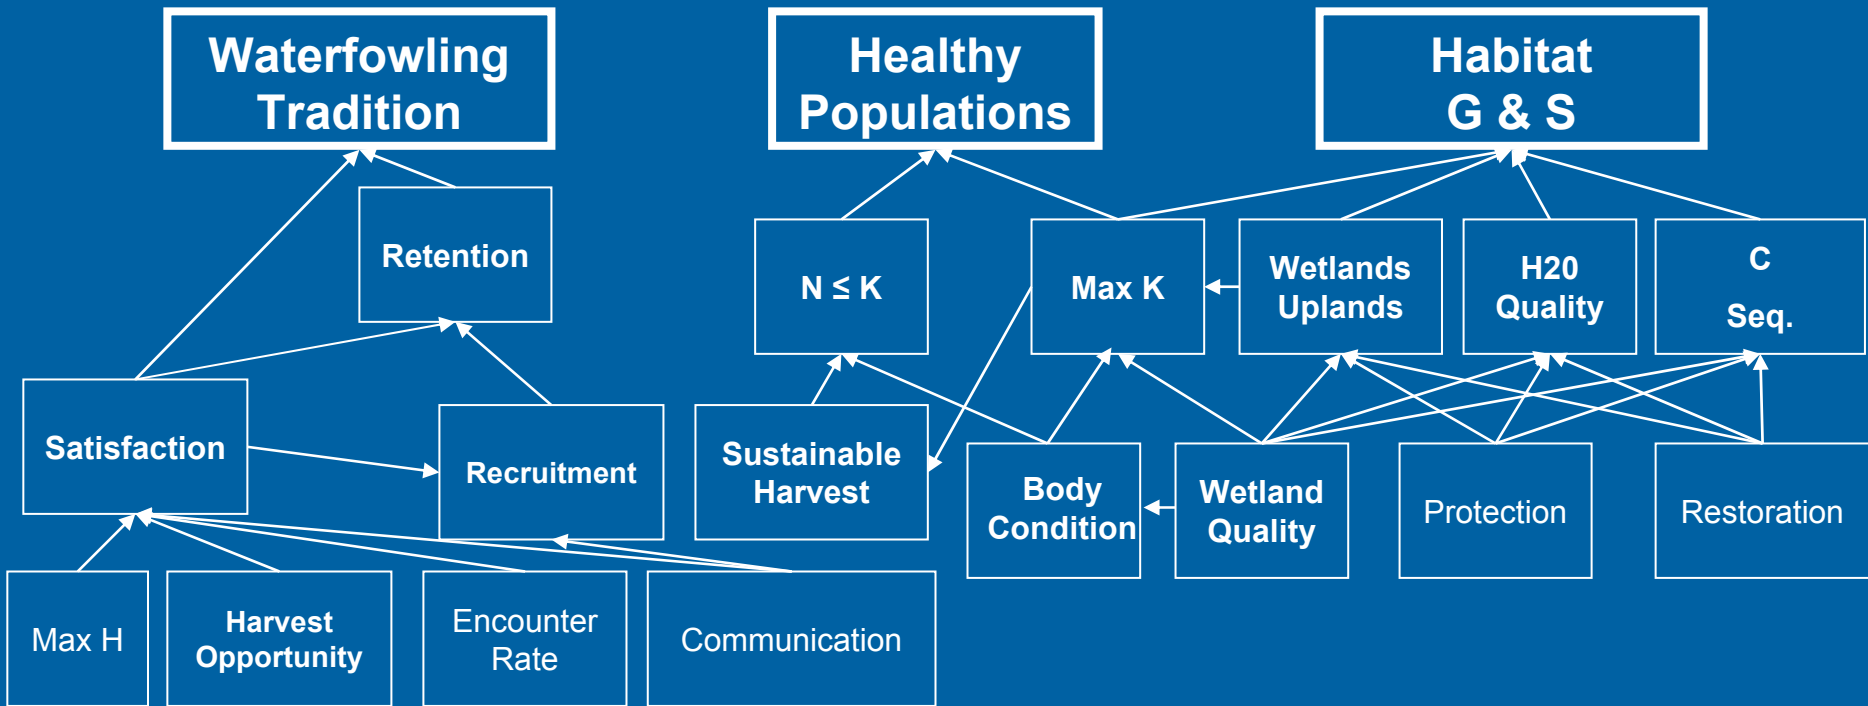 Waterfowling
Tradition
Healthy
Populations
Habitat
G & S
Retention
N ≤ K
Max K
Wetlands
Uplands
H20
Quality
C
Seq.
Satisfaction
Recruitment
Sustainable
Harvest
Body
Condition
Wetland
Quality
Protection
Restoration
Max H
Harvest
Opportunity
Encounter
Rate
Communication